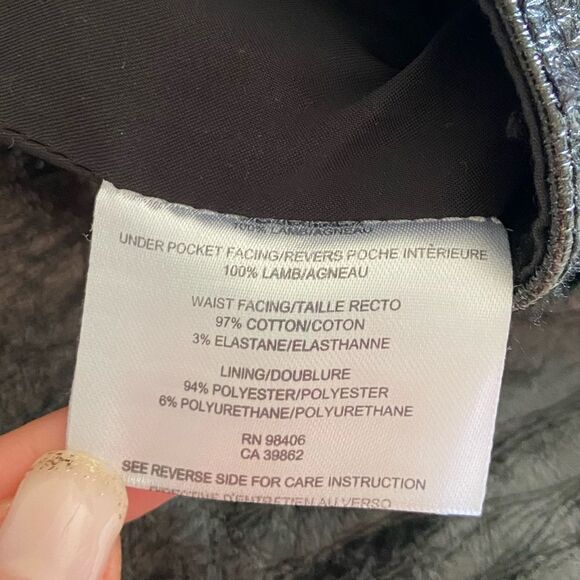 100% LAMB/AGNEAU
UNDER POCKET FACING/REVERS POCHE INTÈRIEURE
100% LAMB/AGNEAU
WAIST FACING/TAILLE RECTO
97% COTTON/COTON
3% ELASTANE/ELASTHANNE
LINING/DOUBLURE
94% POLYESTER/POLYESTER
6% POLYURETHANE/POLYURETHANE
RN 98406
CA 39862
SEE REVERSE SIDE FOR CARE INSTRUCTION
DIRECTIVE D'ENTRETIEN AU VERSO